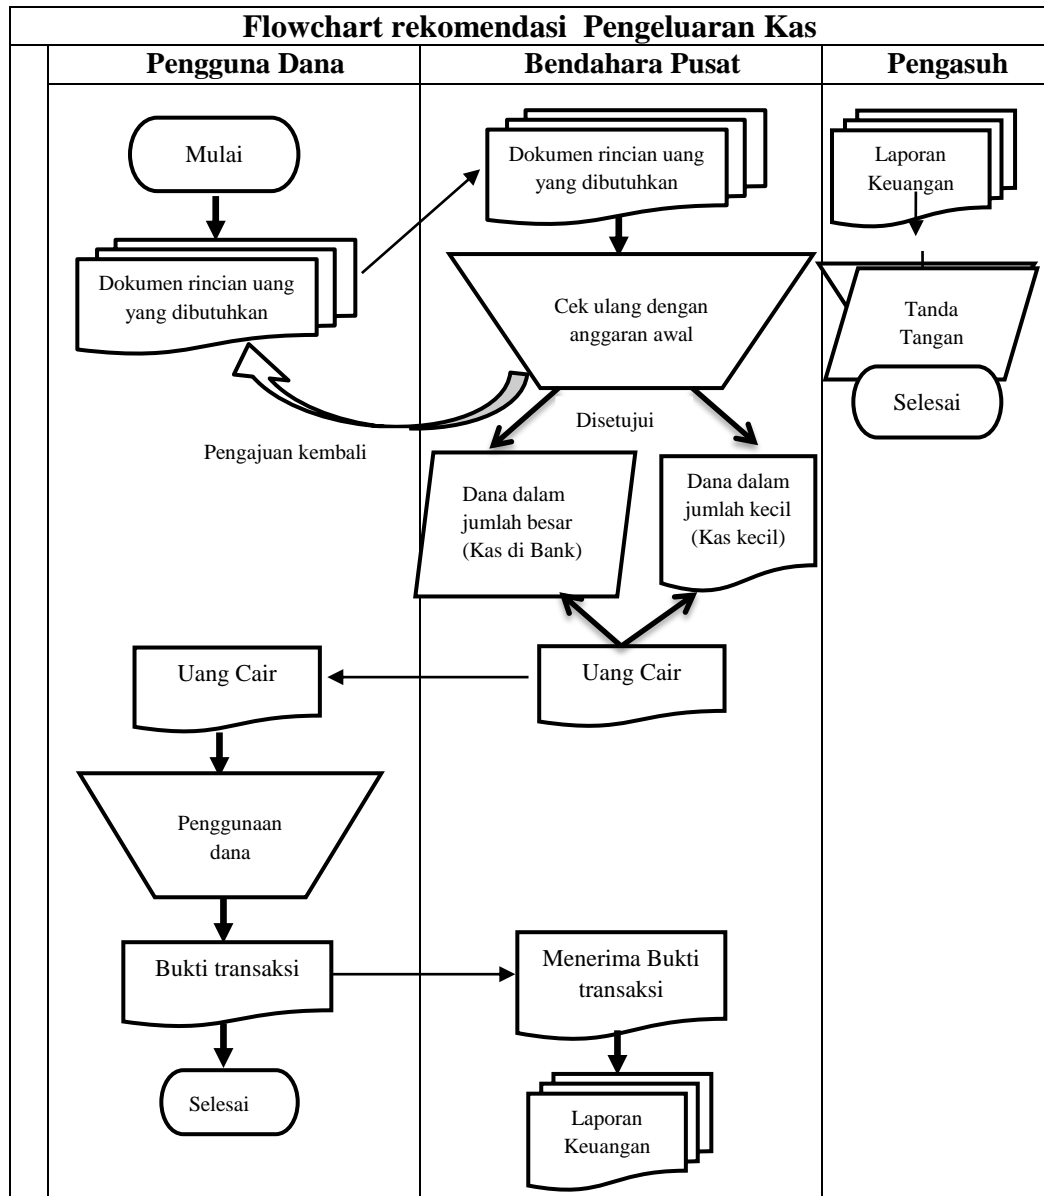 Flowchart rekomendasi Pengeluaran Kas
Pengguna Dana
Bendahara Pusat
Pengasuh
Mulai
Dokumen rincian uang
yang dibutuhkan
Dokumen rincian uang
yang dibutuhkan
Laporan
Keuangan
Cek ulang dengan
anggaran awal
Tanda
Tangan
Selesai
Disetujui
Pengajuan kembali
Dana dalam
jumlah besar
(Kas di Bank)
Dana dalam
jumlah kecil
(Kas kecil)
Uang Cair
Uang Cair
Penggunaan
dana
Bukti transaksi
Menerima Bukti
transaksi
Selesai
Laporan
Keuangan